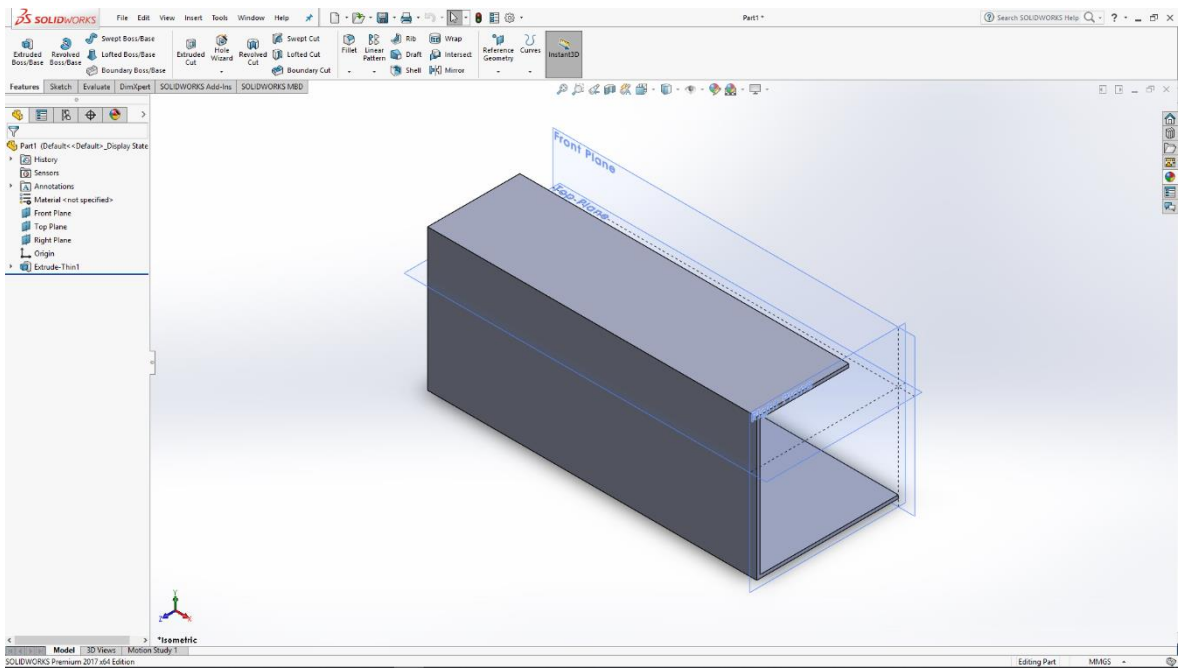 SOLIDWORKS File Edit View Insert Tools Window Help Part1 * Search SOLIDWORKS Help
Extruded Boss/Base
Revolved Boss/Base
Swept Boss/Base
Lofted Boss/Base
Boundary Boss/Base
Extruded Cut
Hole Wizard
Revolved Cut
Swept Cut
Lofted Cut
Boundary Cut
Fillet
Linear Pattern
Rib
Draft
Shell
Wrap
Intersect
Mirror
Reference Geometry
Curves
Instant3D
Features Sketch Evaluate DimXpert SOLIDWORKS Add-Ins SOLIDWORKS MBD
Part1 (Default<<Default>_Display State
History
Sensors
Annotations
Material <not specified>
Front Plane
Top Plane
Right Plane
Origin
Extrude-Thin1
Front Plane
Top Plane
Y
Z
X
*Isometric
Model 3D Views Motion Study 1
SOLIDWORKS Premium 2017 x64 Edition Editing Part MMGS